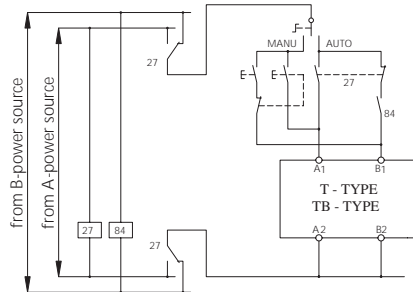 from B-power source
from A-power source
27
MANU
AUTO
27
84
A1
B1
T - TYPE
TB - TYPE
27
84
27
A2
B2